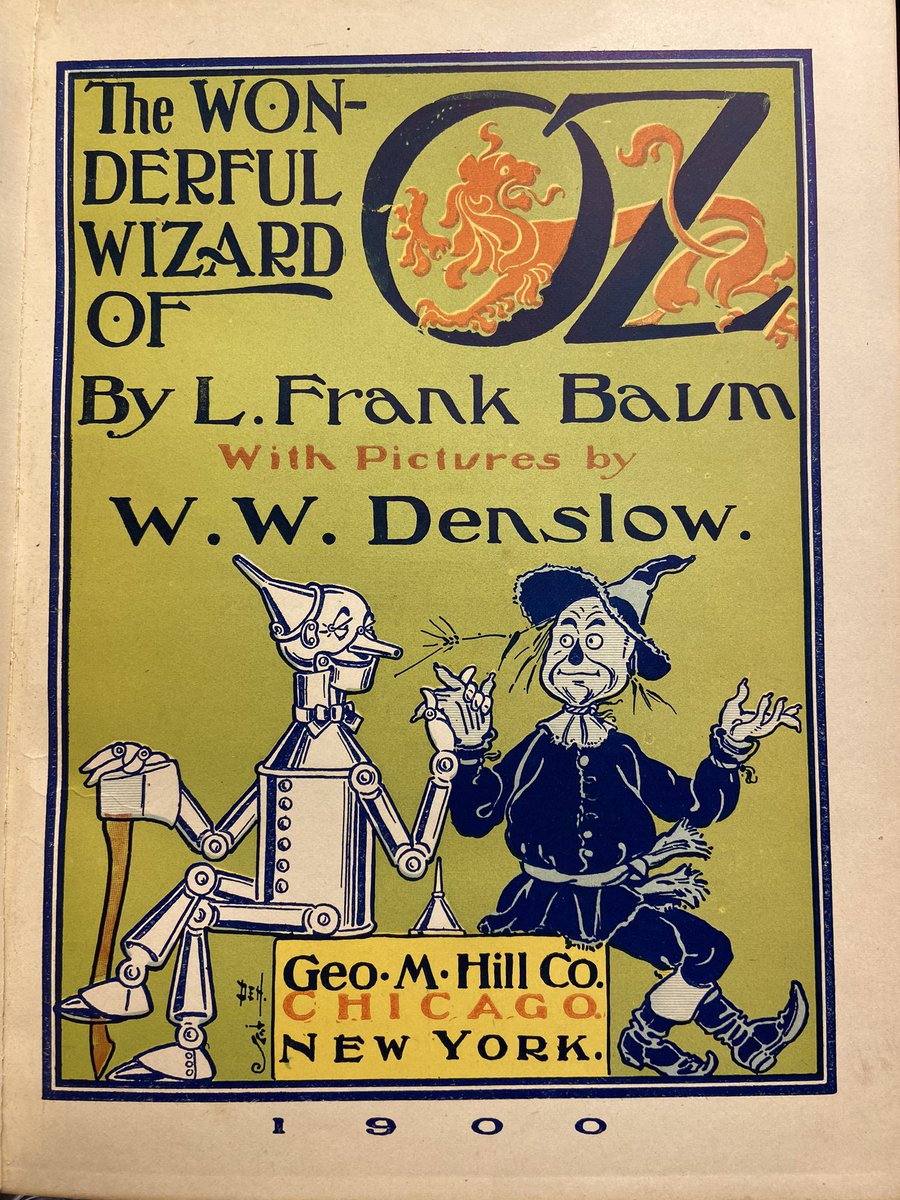 The WON-
DERFUL
WIZARD
OF
OZ
By L. Frank Baum
With Pictures by
W. W. Denslow.
Geo. M. Hill Co.
CHICAGO.
NEW YORK.
DEN.
1900